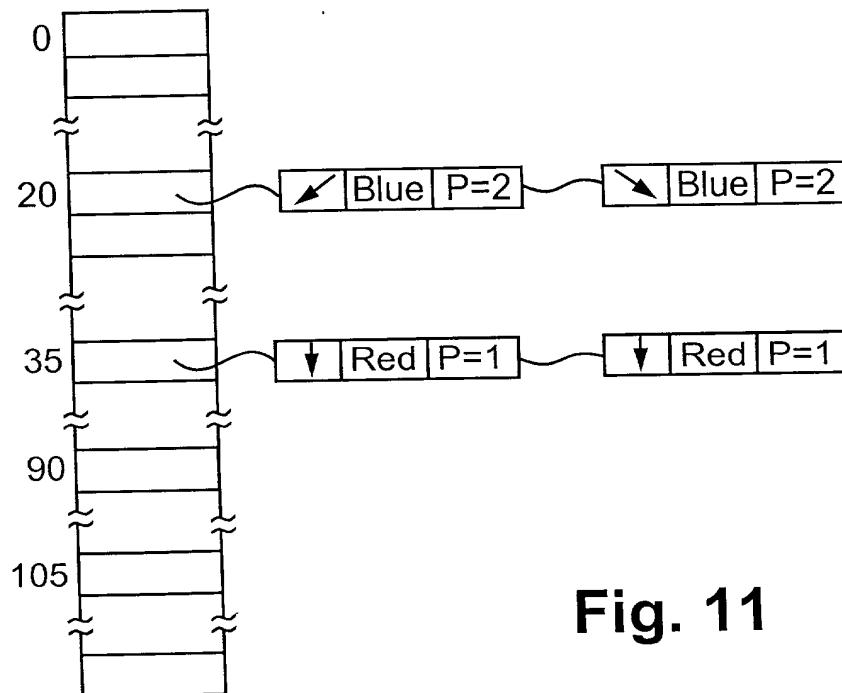 0
20 Blue P=2 Blue P=2
35 Red P=1 Red P=1
90
105
Fig. 11